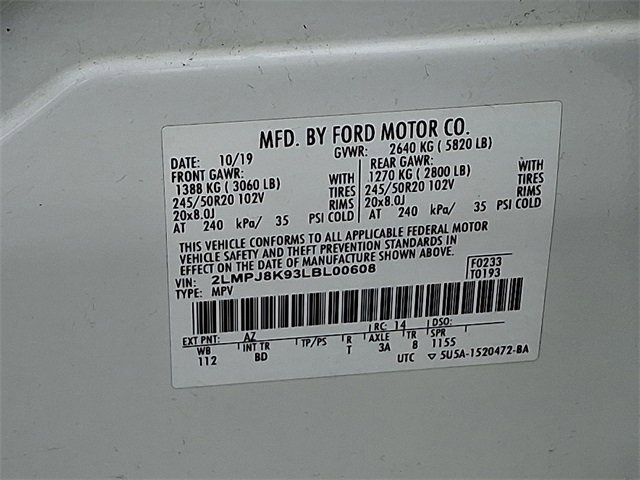 MFD. BY FORD MOTOR CO.
DATE: 10/19 GVWR: 2640 KG ( 5820 LB)
FRONT GAWR: REAR GAWR:
1388 KG ( 3060 LB) WITH 1270 KG ( 2800 LB) WITH
245/50R20 102V TIRES 245/50R20 102V TIRES
20x8.0J RIMS 20x8.0J RIMS
AT 240 kPa/ 35 PSI COLD AT 240 kPa/ 35 PSI COLD
THIS VEHICLE CONFORMS TO ALL APPLICABLE FEDERAL MOTOR
VEHICLE SAFETY AND THEFT PREVENTION STANDARDS IN
EFFECT ON THE DATE OF MANUFACTURE SHOWN ABOVE.
VIN: 2LMPJ8K93LBL00608 F0233
TYPE: MPV T0193
EXT PNT: AZ RC: 14 DSO:
WB INT TR TP/PS R AXLE TR SPR
112 BD T 3A 8 1155
UTC ▽ 5U5A-1520472-BA